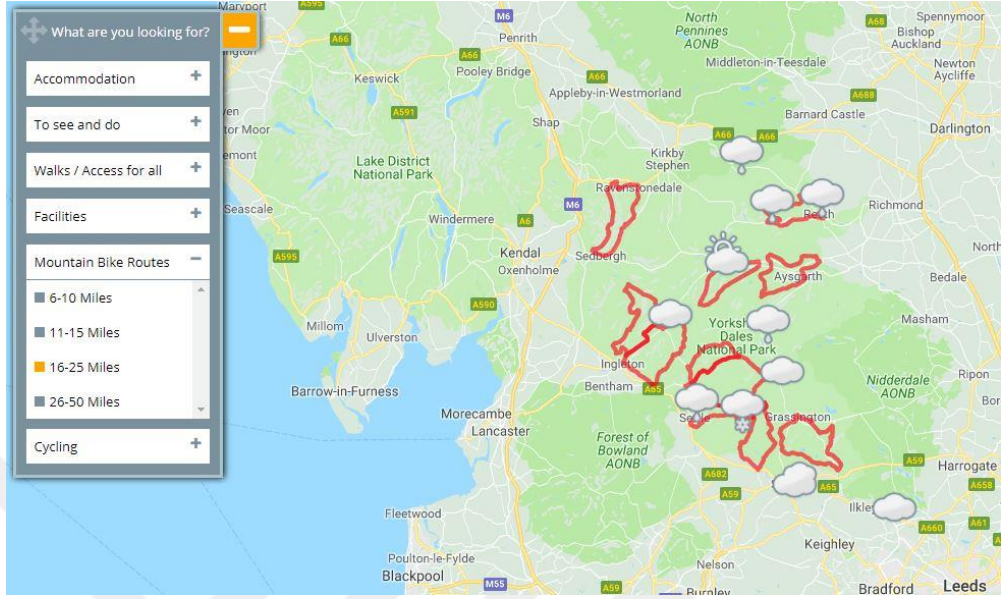 What are you looking for?
Accommodation
To see and do
Walks / Access for all
Facilities
Mountain Bike Routes
6-10 Miles
11-15 Miles
16-25 Miles
26-50 Miles
Cycling
Maryport
A595
M6
North
Pennines
AONB
A68
Spennymoor
Bishop
Auckland
A66
Penrith
Middleton-in-Teesdale
Newton
Aycliffe
A66
Pooley Bridge
Keswick
A66
Appleby-in-Westmorland
A688
A591
Shap
Barnard Castle
Darlington
A66
A66
Kirkby
Stephen
Lake District
National Park
Ravenstonedale
Seascale
M6
Richmond
Windermere
A6
Kendal
Sedbergh
North
A595
Oxenholme
Aysgarth
Bedale
A590
Millom
Ulverston
Dales
National Park
Masham
Ingleton
Barrow-in-Furness
Bentham
A65
Nidderdale
AONB
Ripon
Morecambe
Lancaster
Grassington
Forest of
Bowland
AONB
A59
Harrogate
A682
A65
A658
A59
Fleetwood
A660
A61
Keighley
Poulton-le-Fylde
Nelson
Blackpool
M55
A59
Burnley
Bradford
Leeds